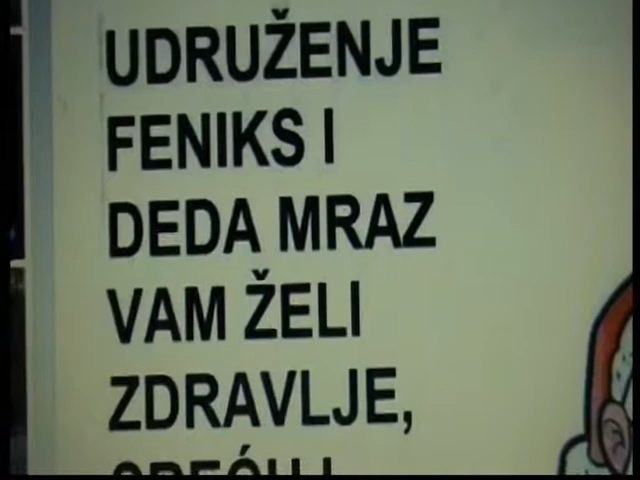 UDRUŽENJE
FENIKS I
DEDA MRAZ
VAM ŽELI
ZDRAVLJE,